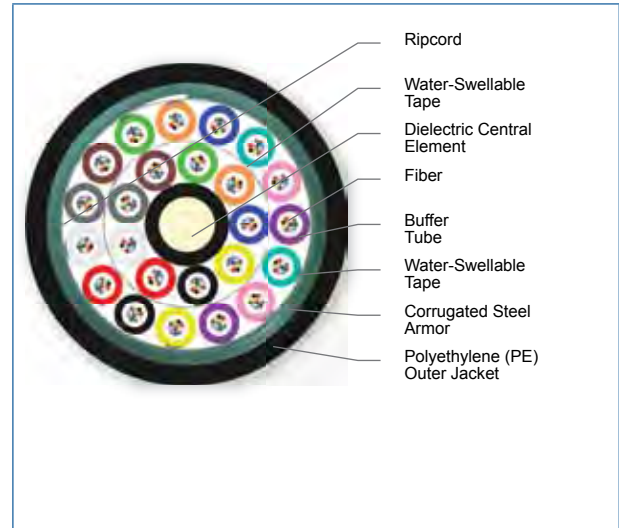 Ripcord
Water-Swellable
Tape
Dielectric Central
Element
Fiber
Buffer
Tube
Water-Swellable
Tape
Corrugated Steel
Armor
Polyethylene (PE)
Outer Jacket